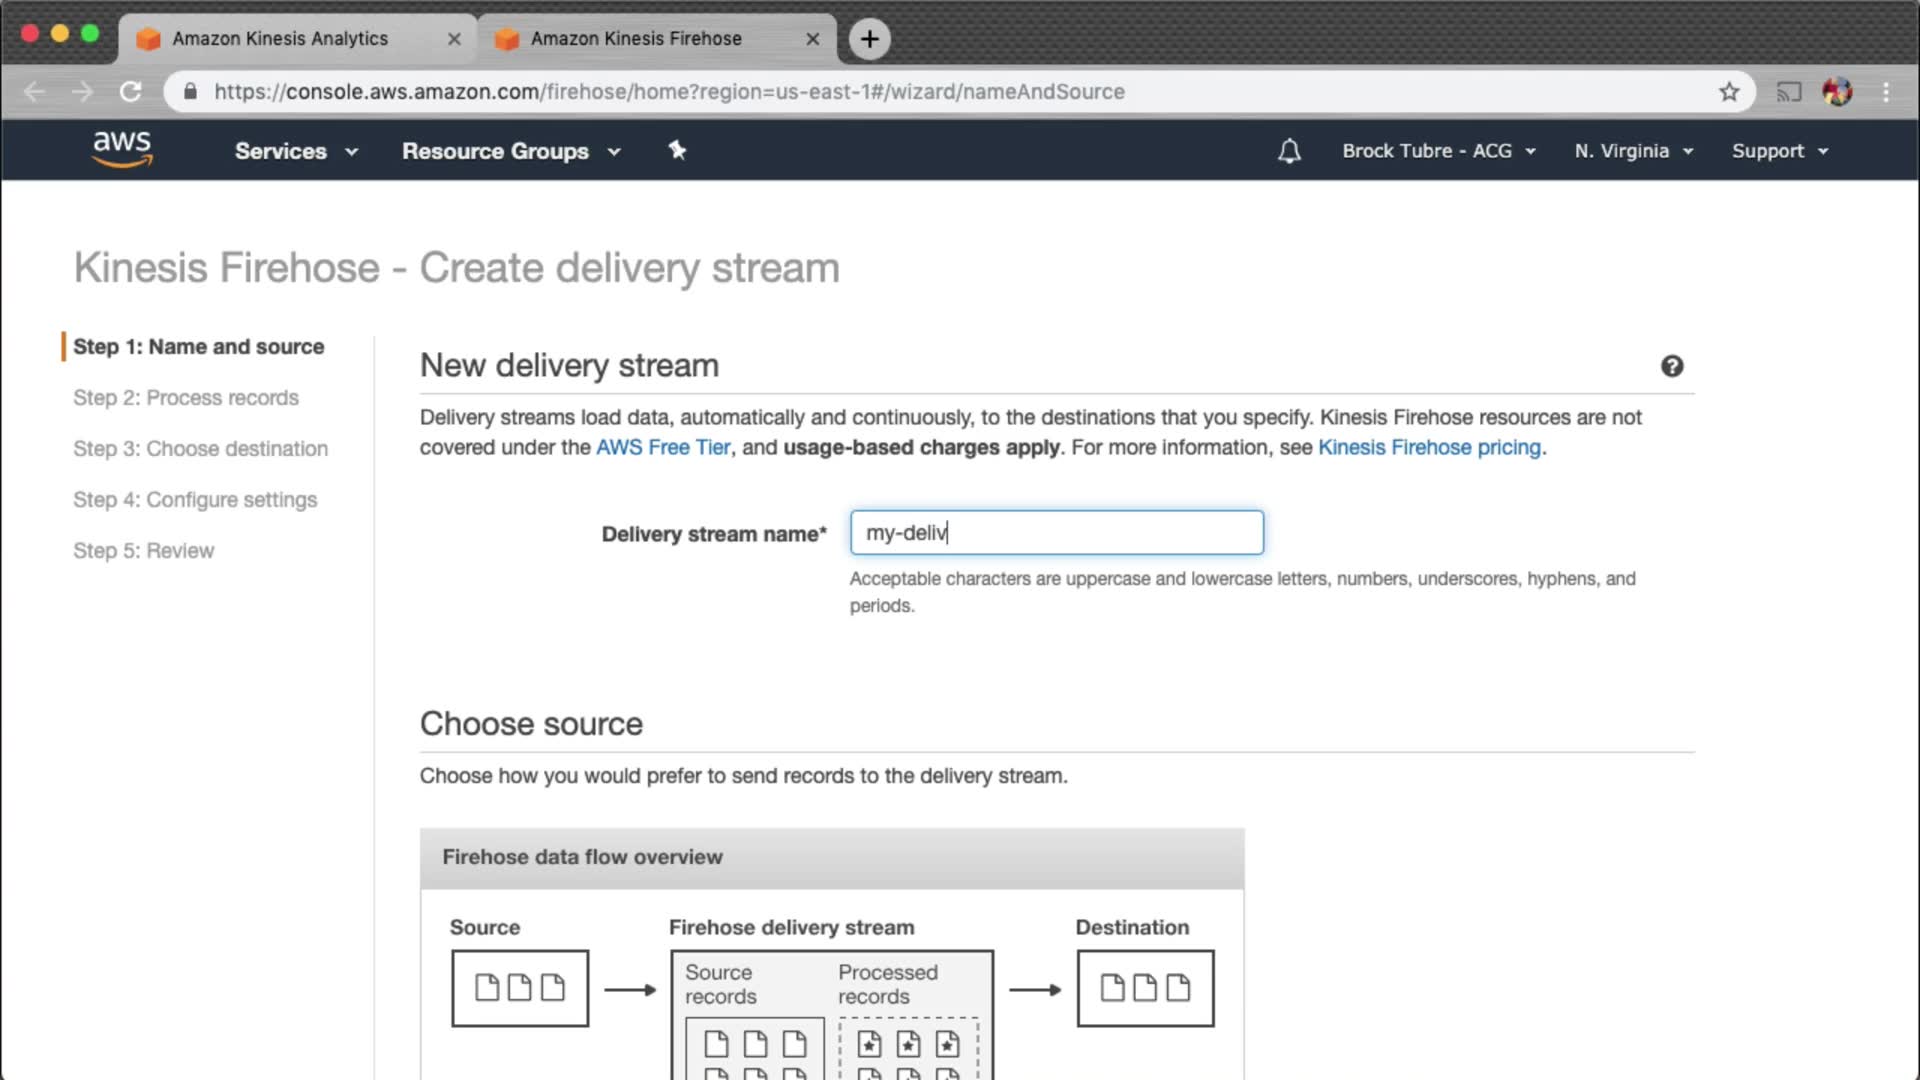 Amazon Kinesis Analytics
Amazon Kinesis Firehose
https://console.aws.amazon.com/firehose/home?region=us-east-1#/wizard/nameAndSource
aws Services Resource Groups Brock Tubre - ACG N. Virginia Support
Kinesis Firehose - Create delivery stream
Step 1: Name and source
Step 2: Process records
Step 3: Choose destination
Step 4: Configure settings
Step 5: Review
New delivery stream
Delivery streams load data, automatically and continuously, to the destinations that you specify. Kinesis Firehose resources are not
covered under the AWS Free Tier, and usage-based charges apply. For more information, see Kinesis Firehose pricing.
Delivery stream name* my-deliv
Acceptable characters are uppercase and lowercase letters, numbers, underscores, hyphens, and
periods.
Choose source
Choose how you would prefer to send records to the delivery stream.
Firehose data flow overview
Source
Firehose delivery stream
Source
records
Processed
records
Destination